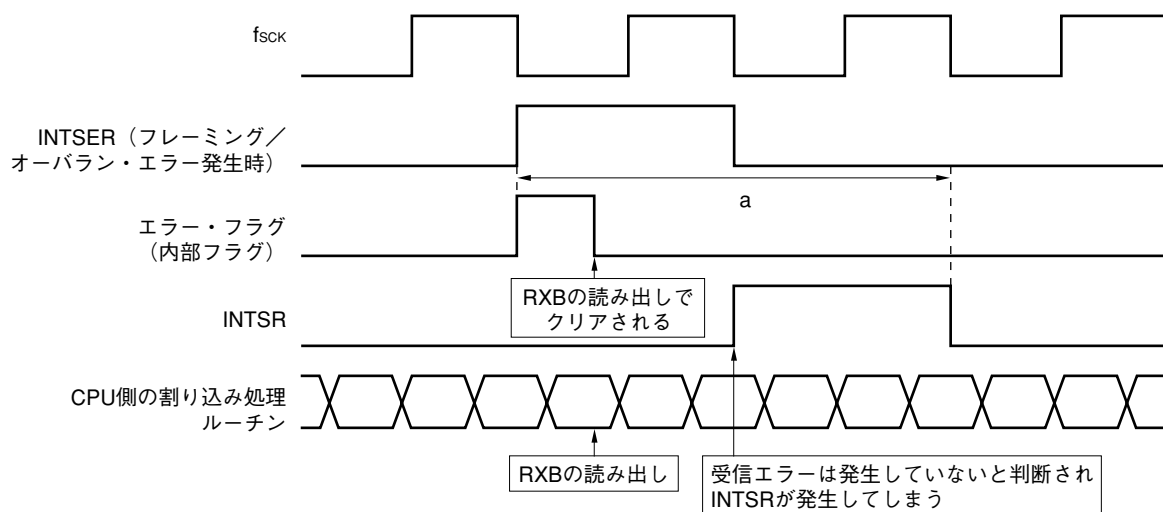 fSCK
INTSER（フレーミング／
オーバラン・エラー発生時）
a
エラー・フラグ
（内部フラグ）
RXBの読み出しで
クリアされる
INTSR
CPU側の割り込み処理
ルーチン
RXBの読み出し
受信エラーは発生していないと判断され
INTSRが発生してしまう